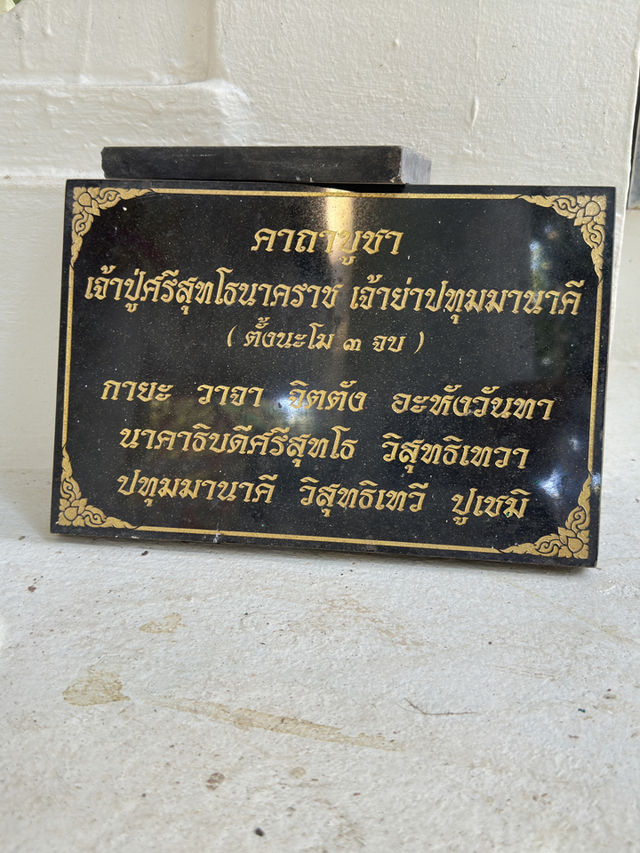 คาถาบูชา
เจ้าปู่ศรีสุทโธนาคราช เจ้าย่าปทุมมานาคี
( ตั้งนะโม ๓ จบ )
กายะ วาจา จิตตัง อะหังวันทา
นาคาธิบดีศรีสุทโธ วิสุทธิเทวา
ปทุมมานาคี วิสุทธิเทวี ปูเชมิ